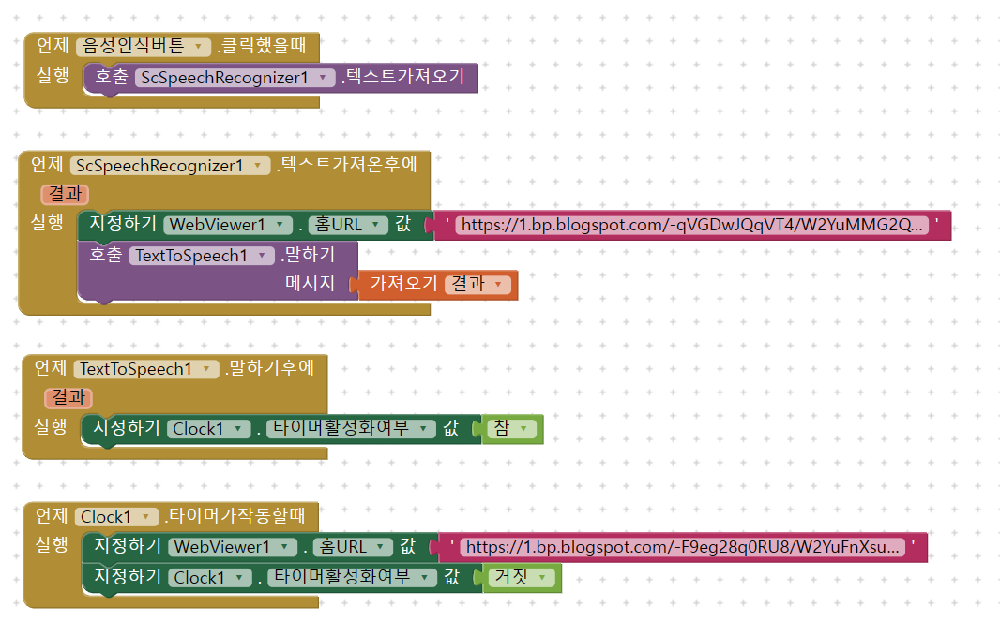 언제 음성인식버튼 .클릭했을때
실행 호출 ScSpeechRecognizer1 .텍스트가져오기
언제 ScSpeechRecognizer1 .텍스트가져온후에
결과
실행 지정하기 WebViewer1 . 홈URL 값 ' https://1.bp.blogspot.com/-qVGDwJQqVT4/W2YuMMG2Q... '
호출 TextToSpeech1 .말하기
메시지 가져오기 결과
언제 TextToSpeech1 .말하기후에
결과
실행 지정하기 Clock1 . 타이머활성화여부 값 참
언제 Clock1 .타이머가작동할때
실행 지정하기 WebViewer1 . 홈URL 값 ' https://1.bp.blogspot.com/-F9eg28q0RU8/W2YuFnXsu... '
지정하기 Clock1 . 타이머활성화여부 값 거짓